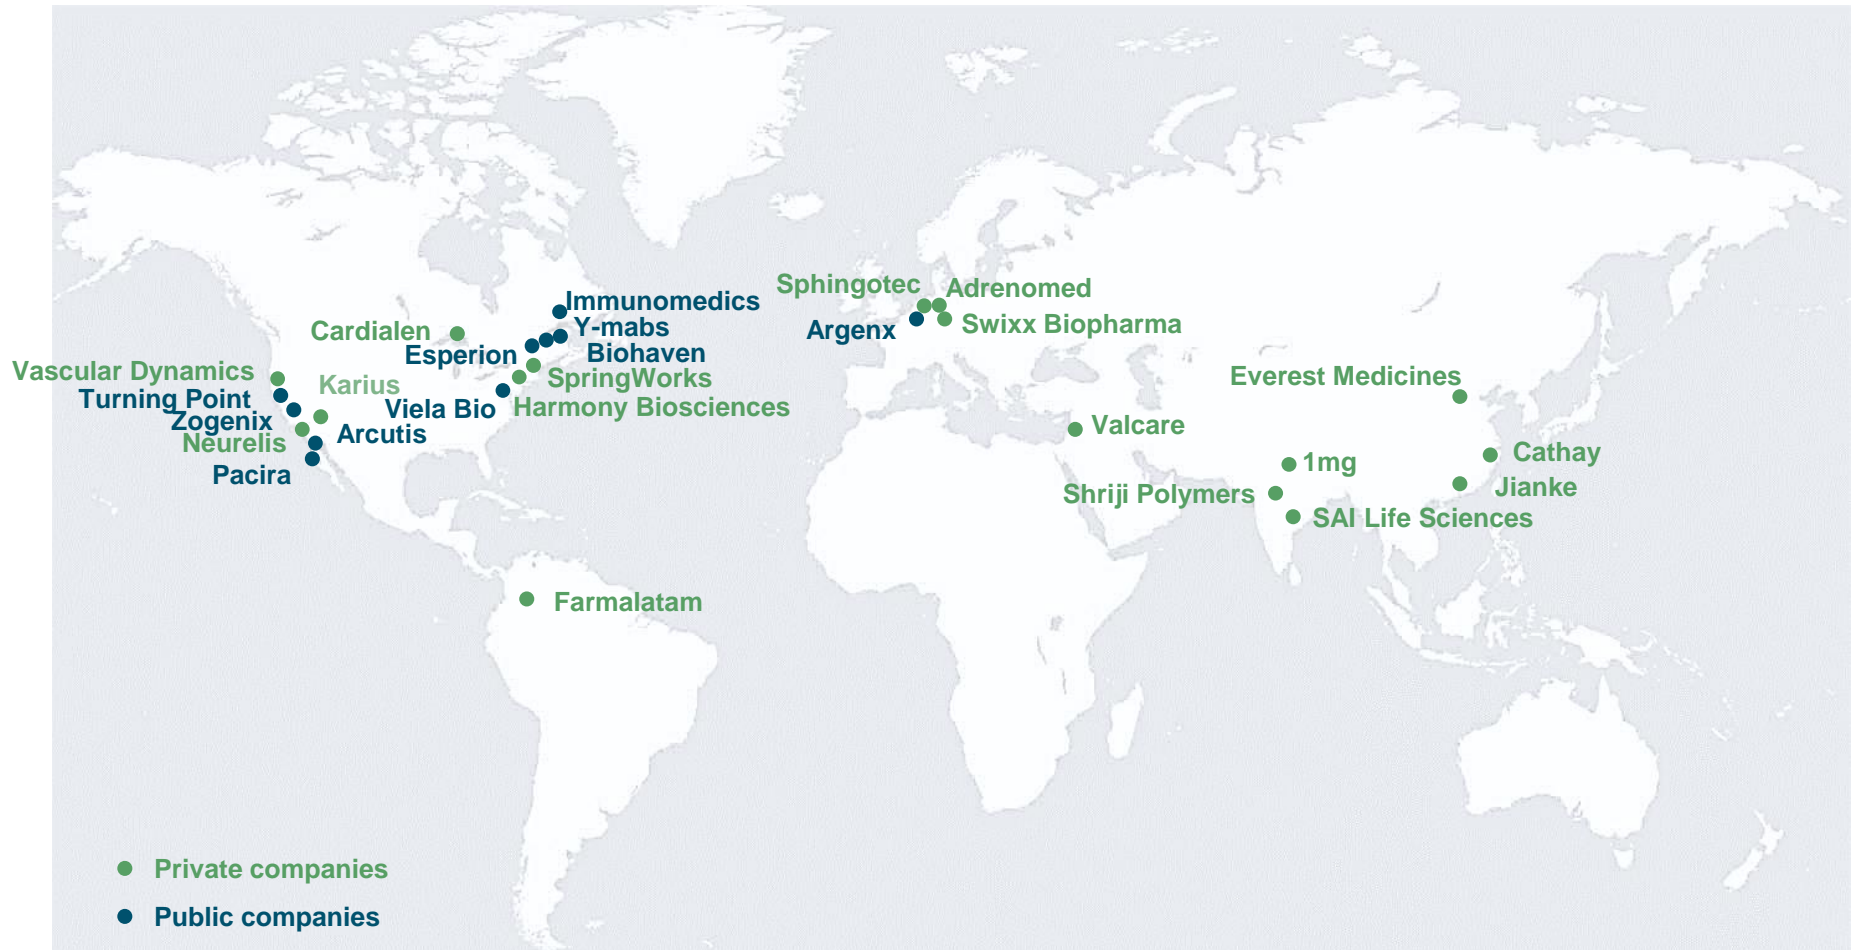 Immunomedics
Y-mabs
Biohaven
Cardialen
Esperion
SpringWorks
Harmony Biosciences
Viela Bio
Vascular Dynamics
Karius
Turning Point
Zogenix
Arcutis
Neurelis
Pacira
Sphingotec
Adrenomed
Argenx
Swixx Biopharma
Everest Medicines
Valcare
Cathay
1mg
Jianke
Shriji Polymers
SAI Life Sciences
Farmalatam
Private companies
Public companies